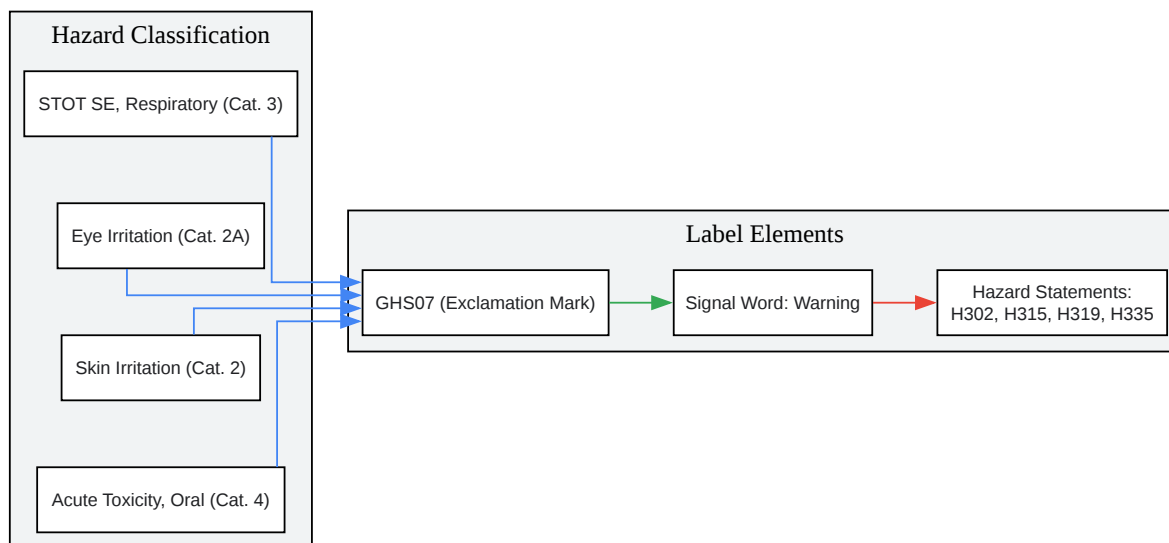 Hazard Classification
STOT SE, Respiratory (Cat. 3)
Eye Irritation (Cat. 2A)
Skin Irritation (Cat. 2)
Acute Toxicity, Oral (Cat. 4)
Label Elements
GHS07 (Exclamation Mark)
Signal Word: Warning
Hazard Statements:
H302, H315, H319, H335